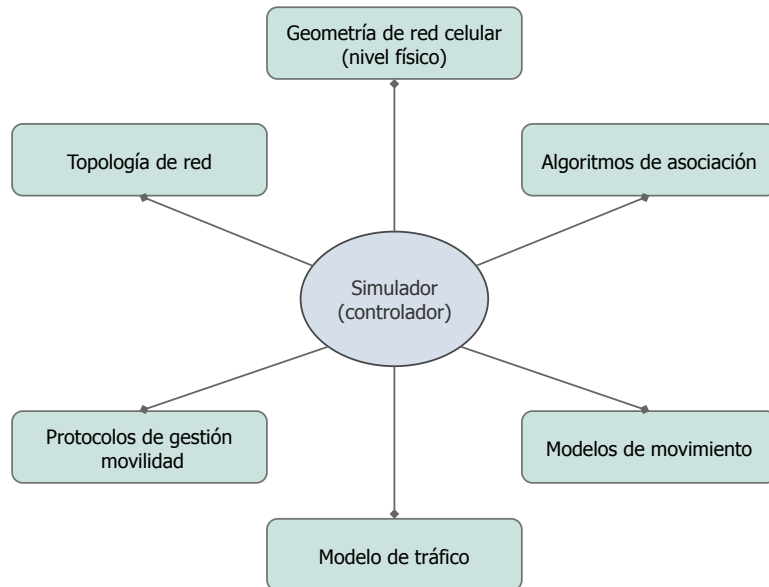 Geometría de red celular
(nivel físico)
Topología de red
Algoritmos de asociación
Simulador
(controlador)
Protocolos de gestión
movilidad
Modelos de movimiento
Modelo de tráfico